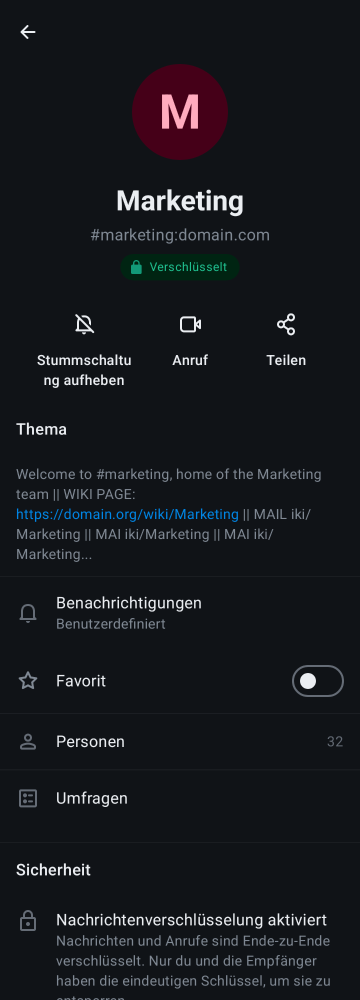 M
Marketing
#marketing:domain.com
Verschlüsselt
Stummschaltu
ng aufheben
Anruf
Teilen
Thema
Welcome to #marketing, home of the Marketing
team || WIKI PAGE:
https://domain.org/wiki/Marketing || MAIL iki/
Marketing || MAI iki/Marketing || MAI iki/
Marketing...
Benachrichtigungen
Benutzerdefiniert
Favorit
Personen 32
Umfragen
Sicherheit
Nachrichtenverschlüsselung aktiviert
Nachrichten und Anrufe sind Ende-zu-Ende
verschlüsselt. Nur du und die Empfänger
haben die eindeutigen Schlüssel, um sie zu